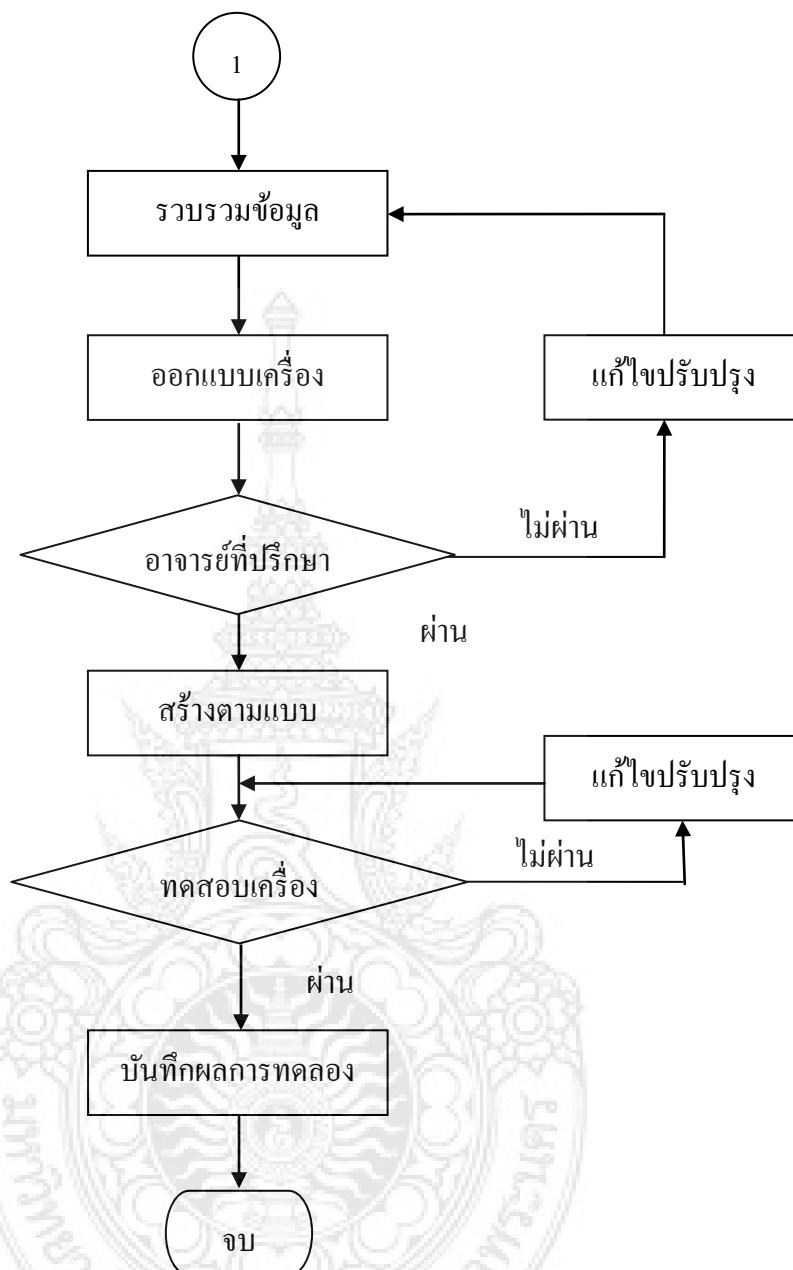 1
รวบรวมข้อมูล
ออกแบบเครื่อง
แก้ไขปรับปรุง
ไม่ผ่าน
อาจารย์ที่ปรึกษา
ผ่าน
สร้างตามแบบ
แก้ไขปรับปรุง
ไม่ผ่าน
ทดสอบเครื่อง
ผ่าน
บันทึกผลการทดลอง
จบ